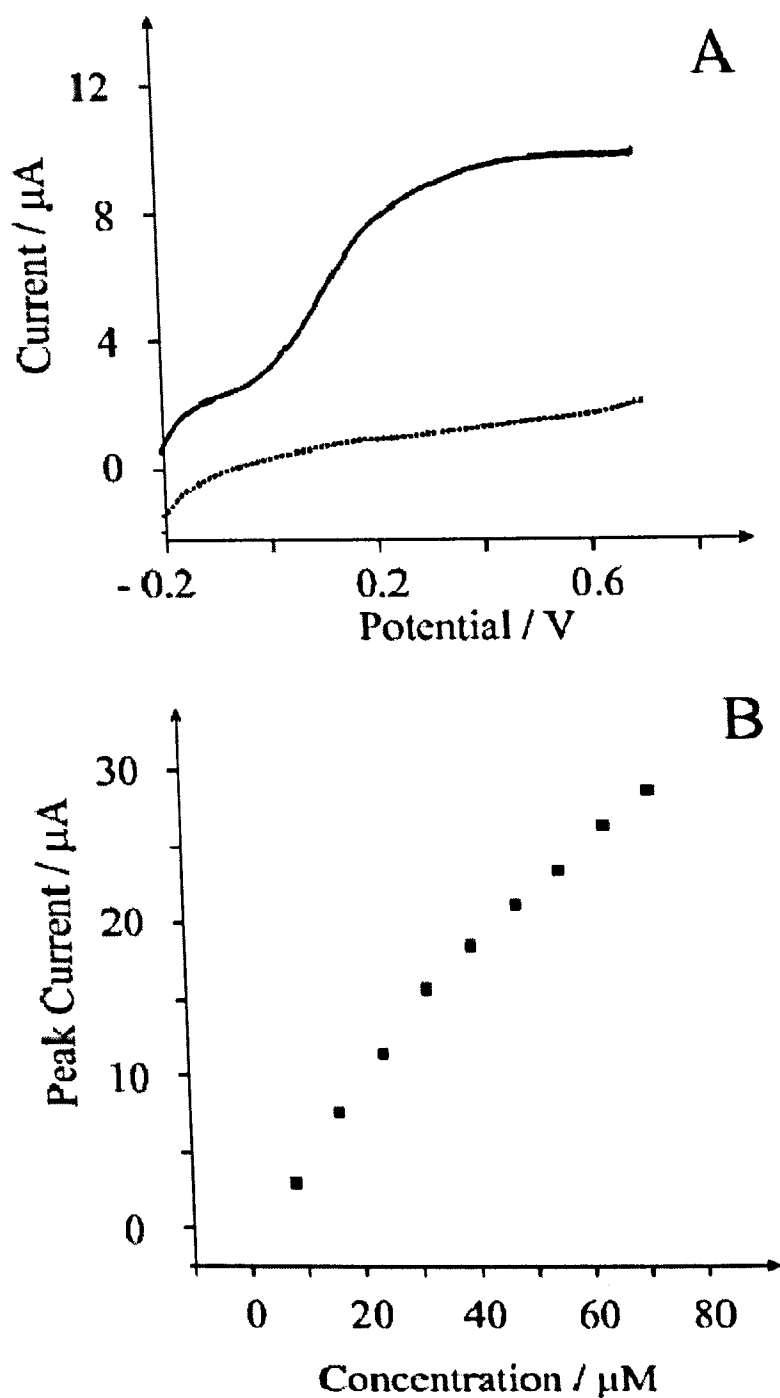 A
12
8
4
0
Current / µA
- 0.2 0.2 0.6
Potential / V
B
30
20
10
0
Peak Current / µA
0 20 40 60 80
Concentration / µM